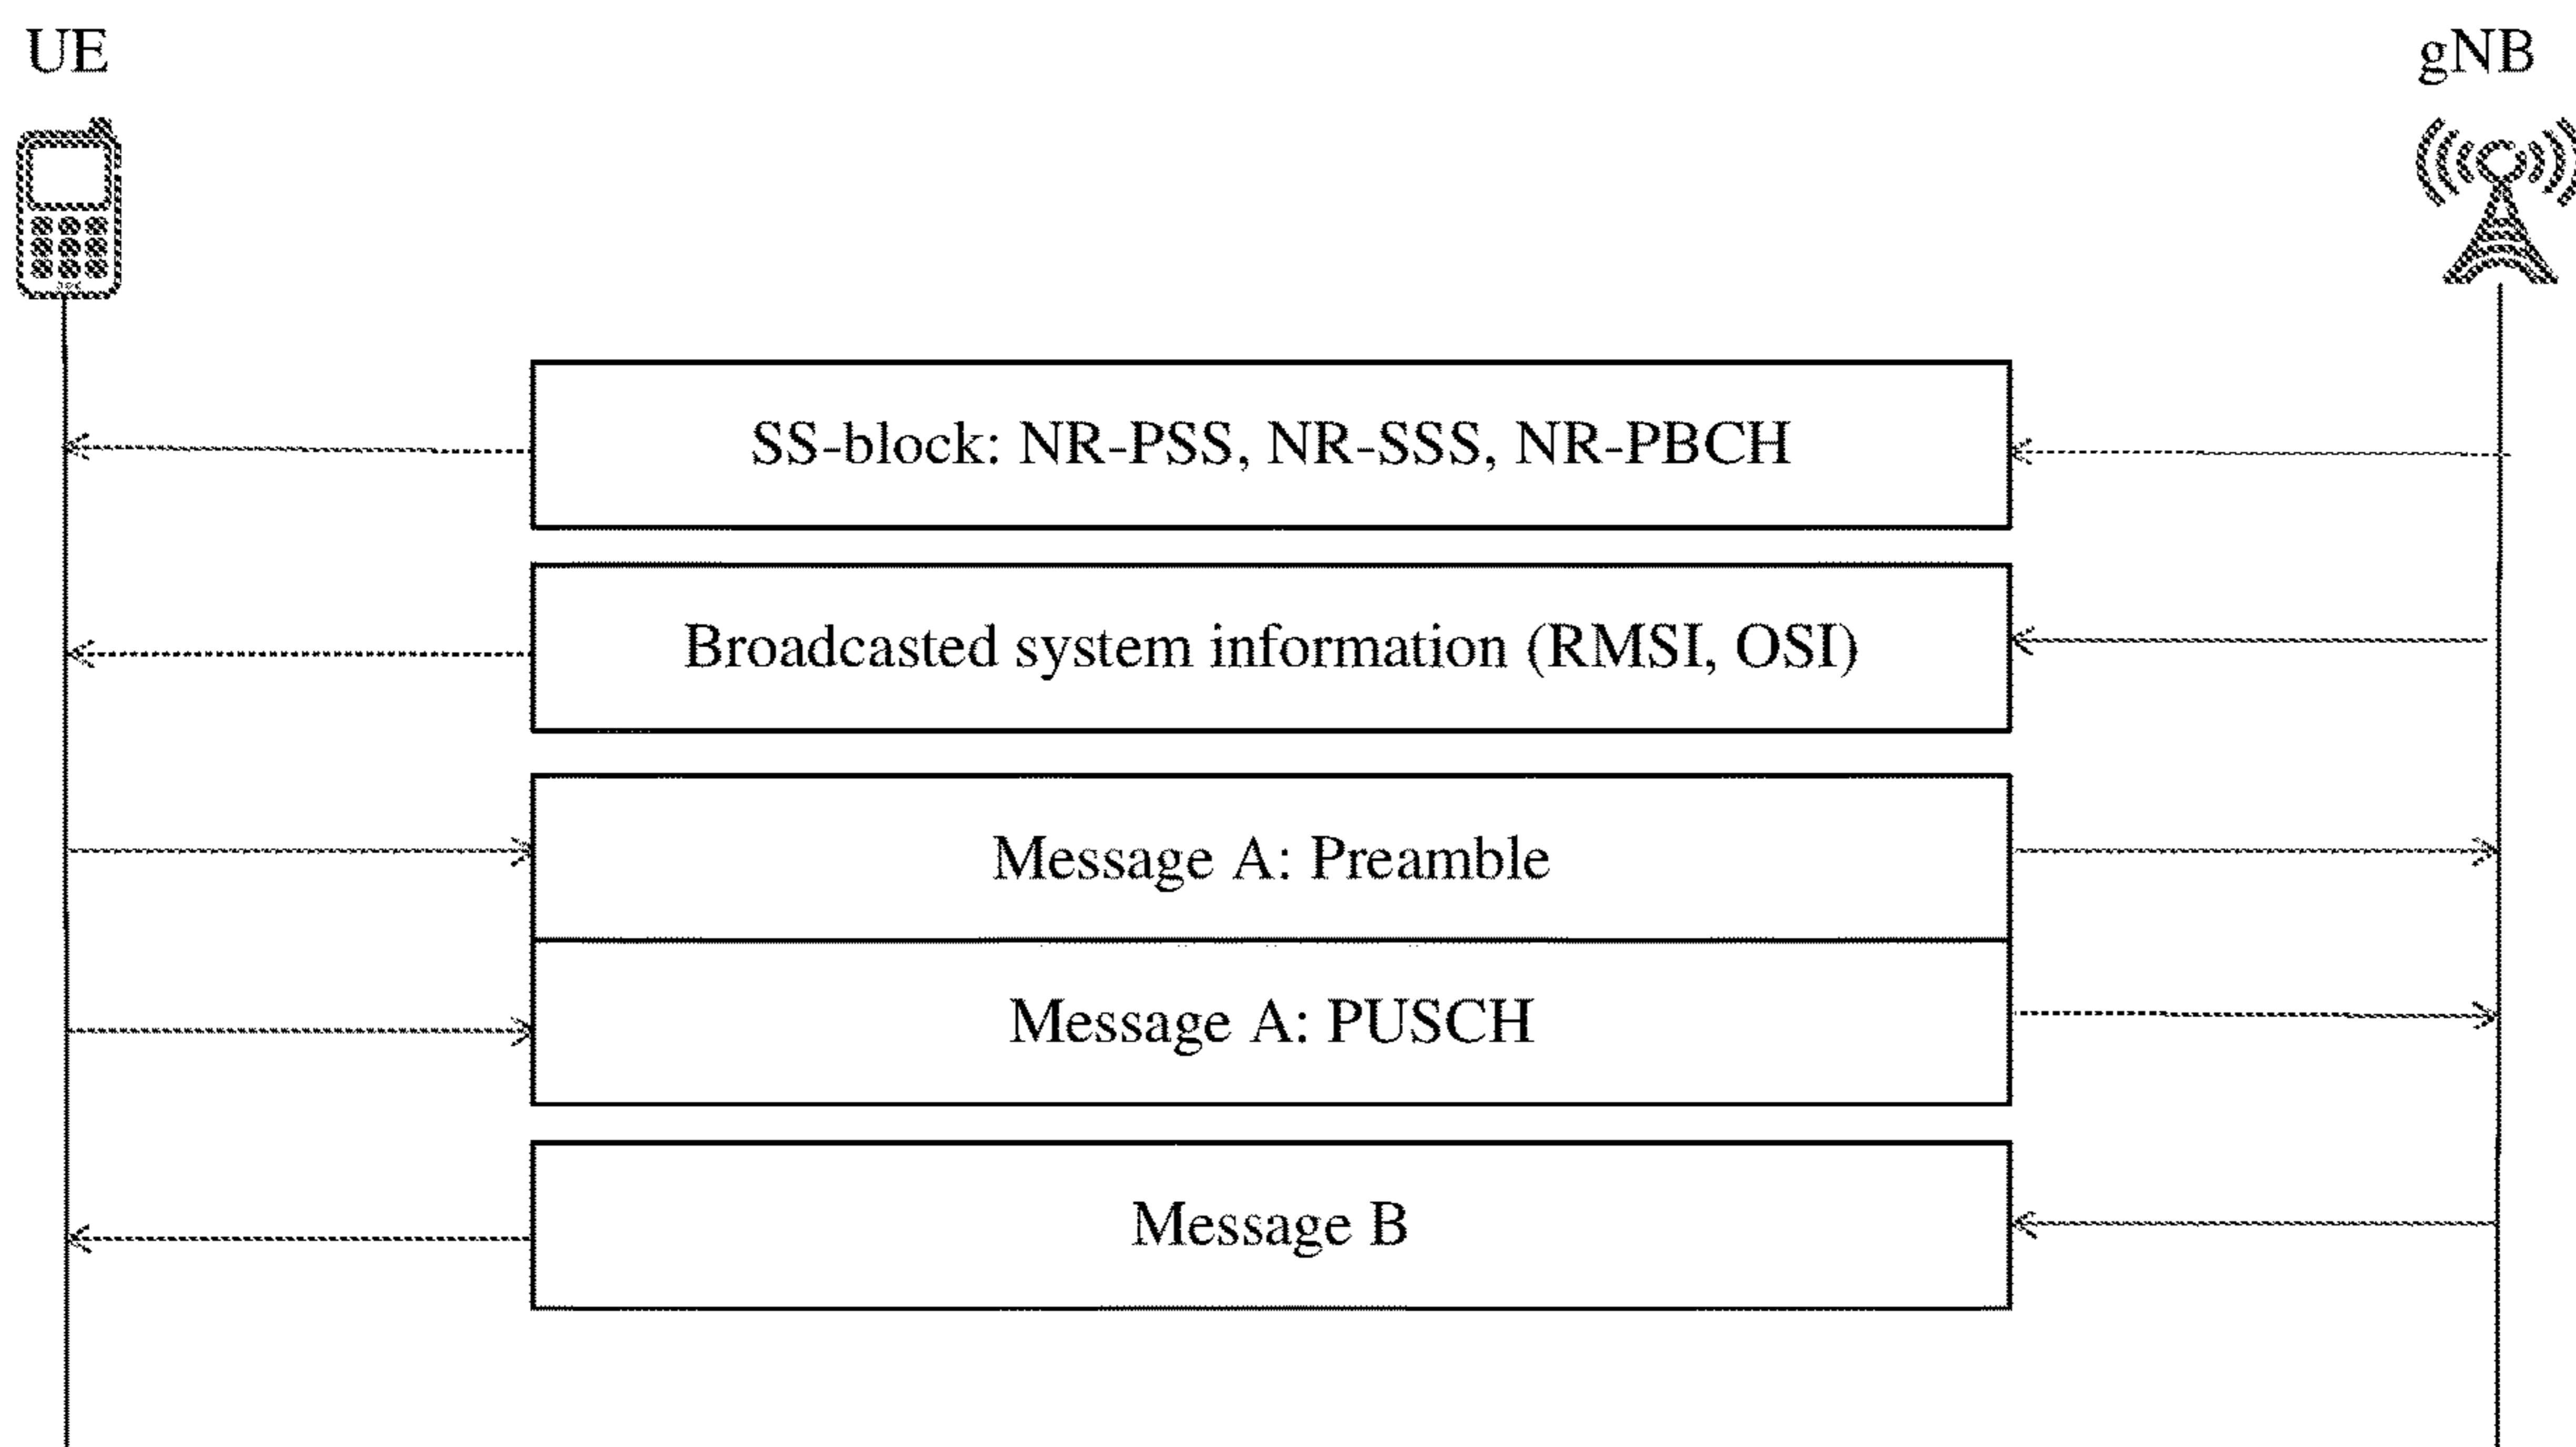 UE
gNB
SS-block: NR-PSS, NR-SSS, NR-PBCH
Broadcasted system information (RMSI, OSI)
Message A: Preamble
Message A: PUSCH
Message B